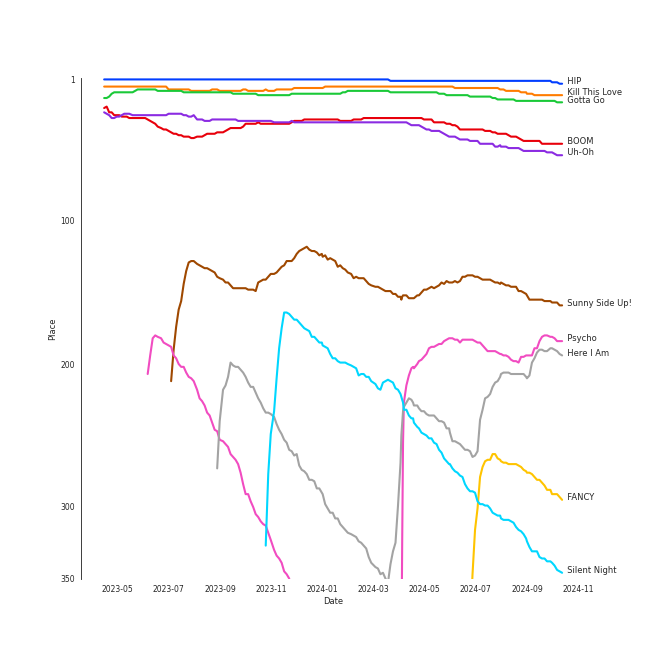 1
100
200
300
350
Place
HIP
Kill This Love
Gotta Go
BOOM
Uh-Oh
Sunny Side Up!
Psycho
Here I Am
FANCY
Silent Night
2023-05 2023-07 2023-09 2023-11 2024-01 2024-03 2024-05 2024-07 2024-09 2024-11
Date